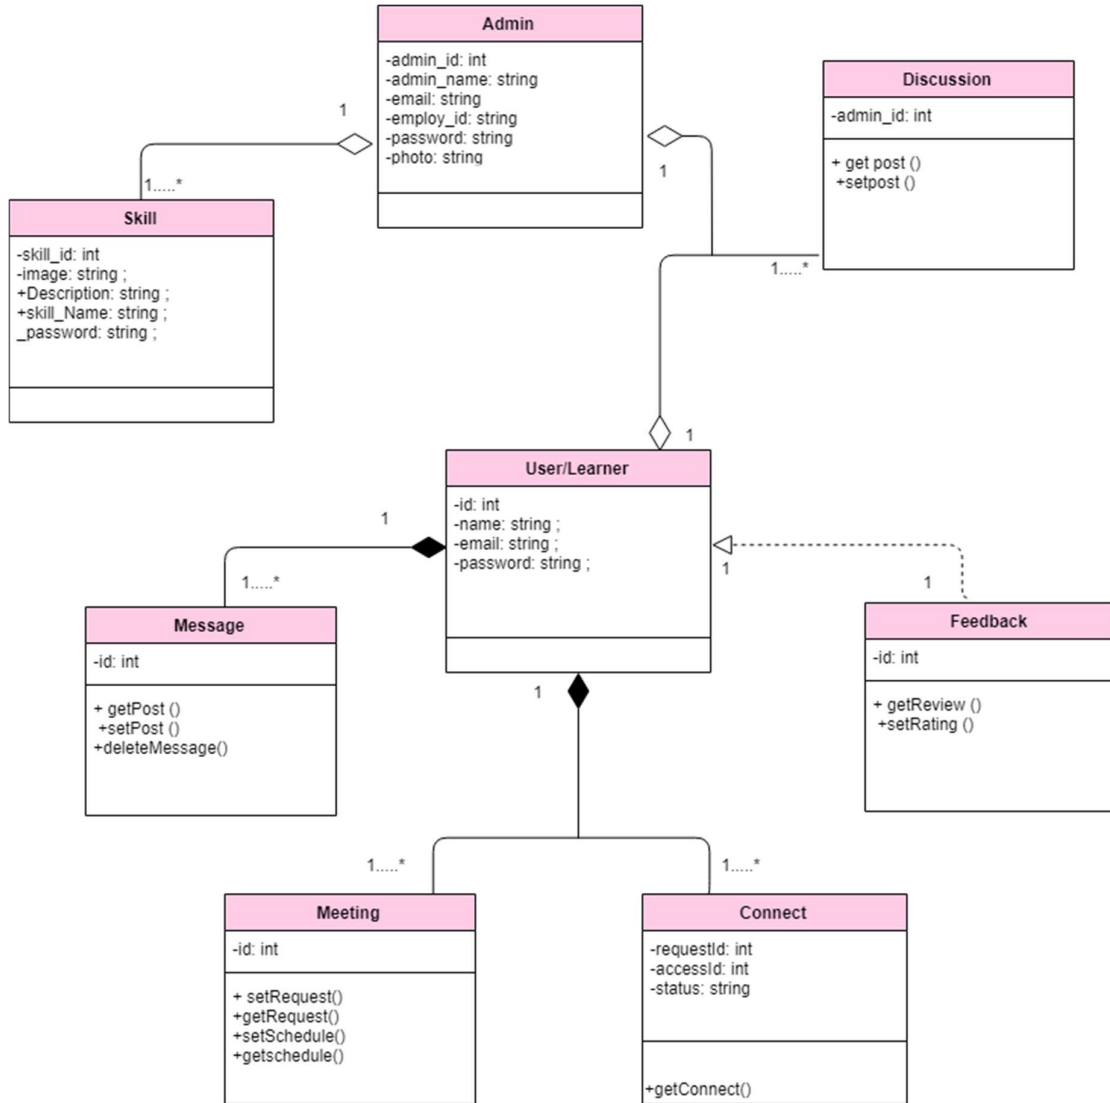 Admin
-admin_id: int
-admin_name: string
-email: string
-employ_id: string
-password: string
-photo: string
Discussion
-admin_id: int
+ get post ()
+setpost ()
1
1
1.....*
1.....*
Skill
-skill_id: int
-image: string ;
+Description: string ;
+skill_Name: string ;
_password: string ;
1
User/Learner
-id: int
-name: string ;
-email: string ;
-password: string ;
1
1.....*
1
1
Message
-id: int
+ getPost ()
+setPost ()
+deleteMessage()
Feedback
-id: int
+ getReview ()
+setRating ()
1
1.....*
1.....*
Meeting
-id: int
+ setRequest()
+getRequest()
+setSchedule()
+getschedule()
Connect
-requestId: int
-accessId: int
-status: string
+getConnect()